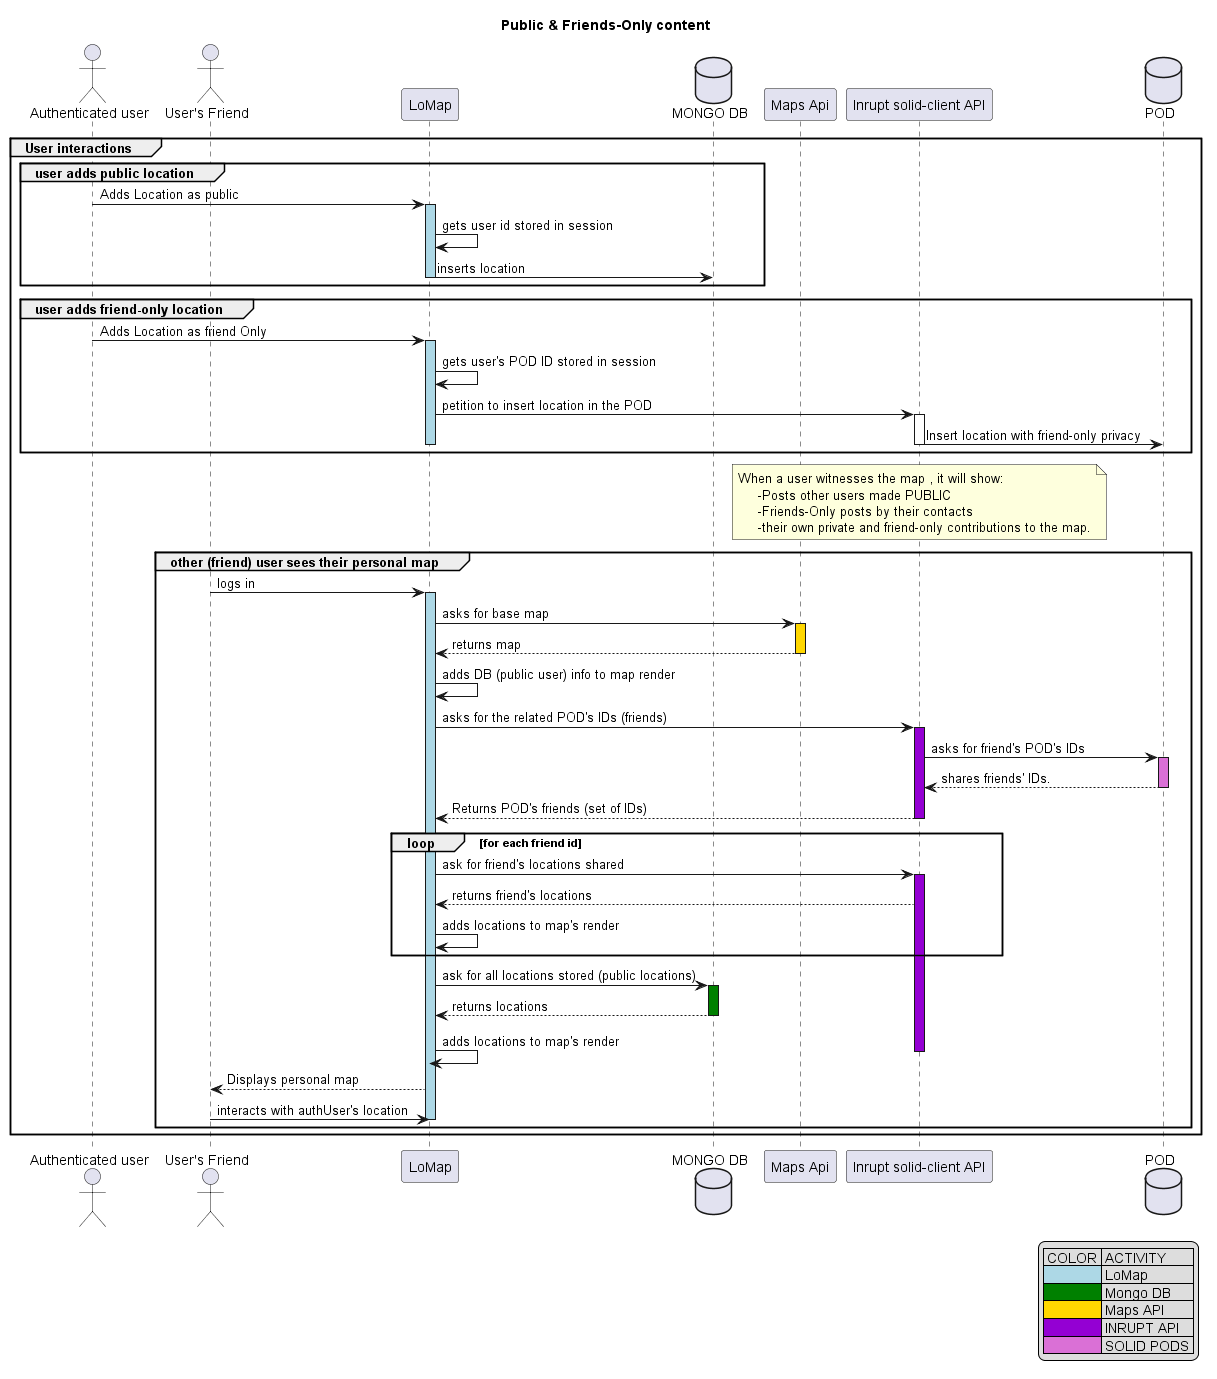 Public & Friends-Only content
Authenticated user
User's Friend
LoMap
MONGO DB
Maps Api
Inrupt solid-client API
POD
User interactions
user adds public location
Adds Location as public
gets user id stored in session
inserts location
user adds friend-only location
Adds Location as friend Only
gets user's POD ID stored in session
petition to insert location in the POD
Insert location with friend-only privacy
When a user witnesses the map , it will show:
-Posts other users made PUBLIC
-Friends-Only posts by their contacts
-their own private and friend-only contributions to the map.
other (friend) user sees their personal map
logs in
asks for base map
returns map
adds DB (public user) info to map render
asks for the related POD's IDs (friends)
asks for friend's POD's IDs
shares friends' IDs.
Returns POD's friends (set of IDs)
loop [for each friend id]
ask for friend's locations shared
returns friend's locations
adds locations to map's render
ask for all locations stored (public locations)
returns locations
adds locations to map's render
Displays personal map
interacts with authUser's location
Authenticated user
User's Friend
LoMap
MONGO DB
Maps Api
Inrupt solid-client API
POD
COLOR ACTIVITY
LoMap
Mongo DB
Maps API
INRUPT API
SOLID PODS